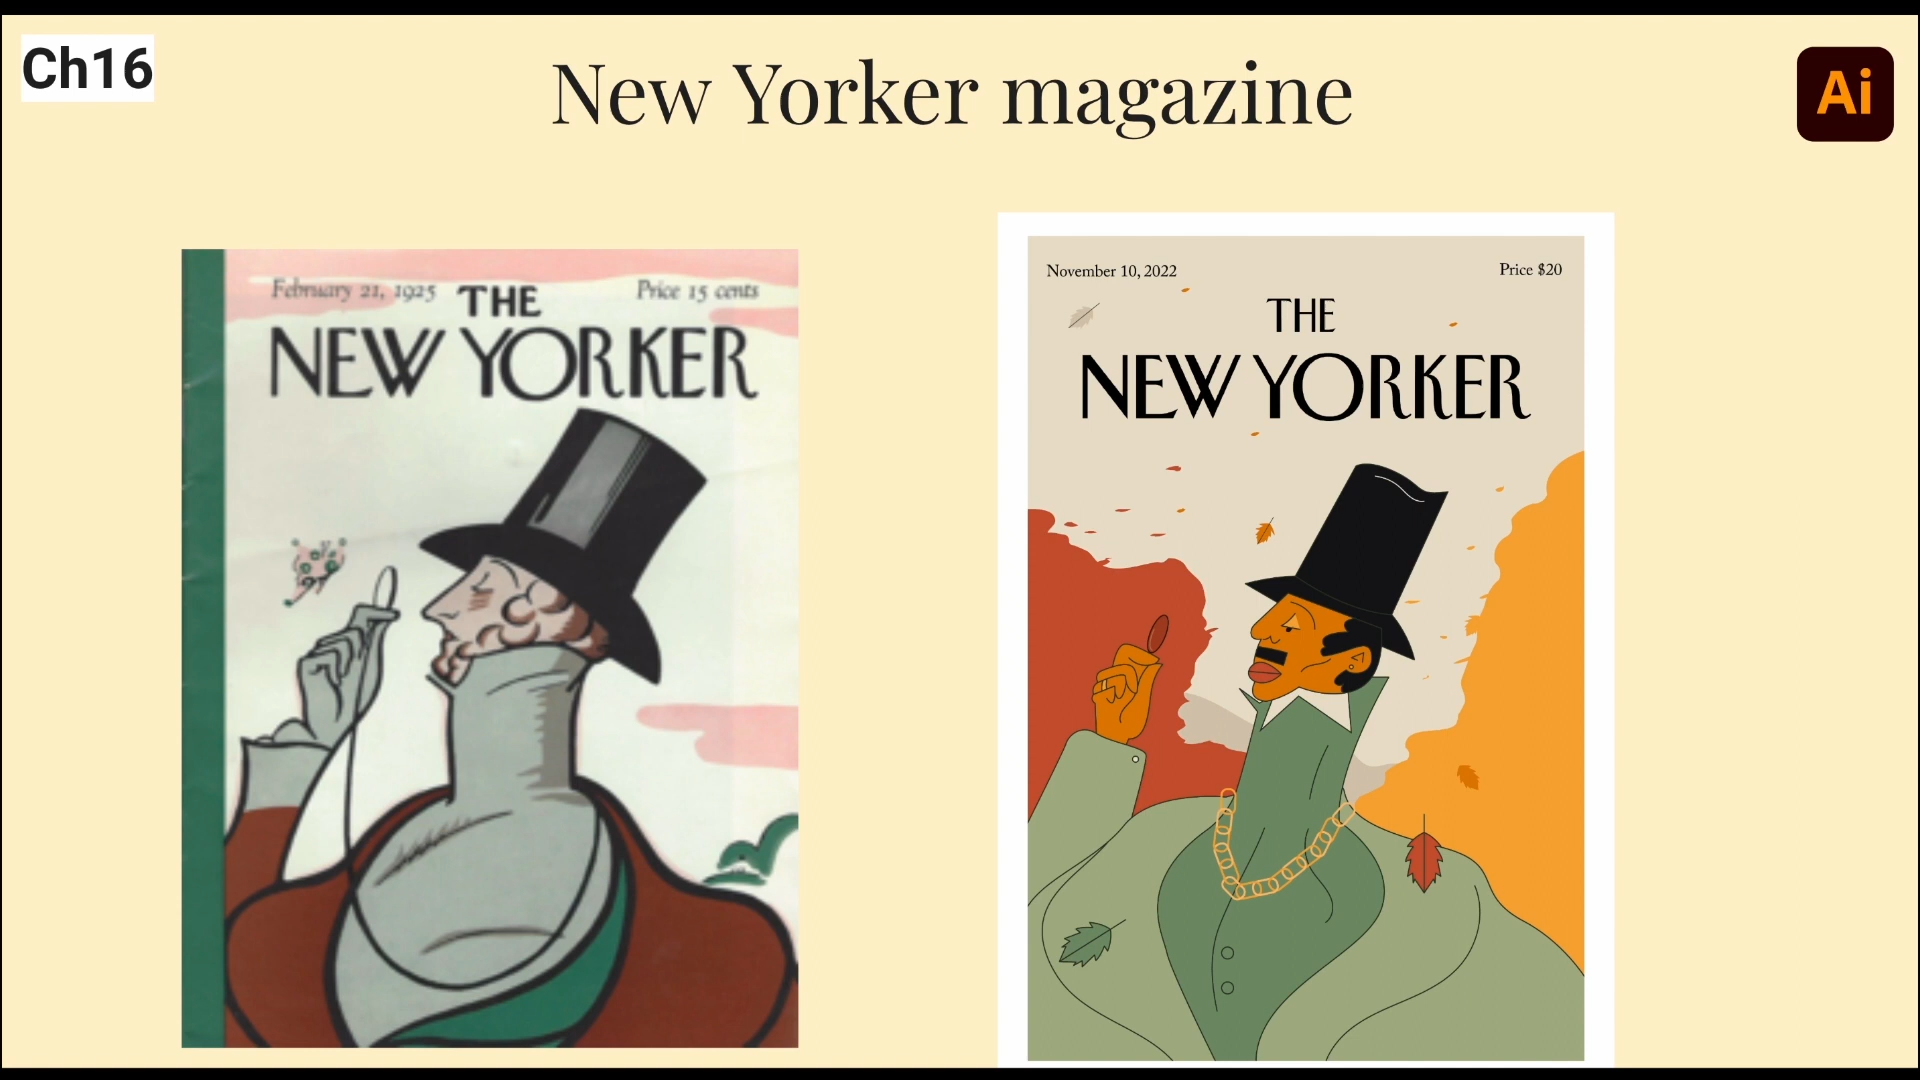 Ch16
New Yorker magazine
Ai
February 21, 1925
Price 15 cents
THE
NEW YORKER
November 10, 2022
Price $20
THE
NEW YORKER